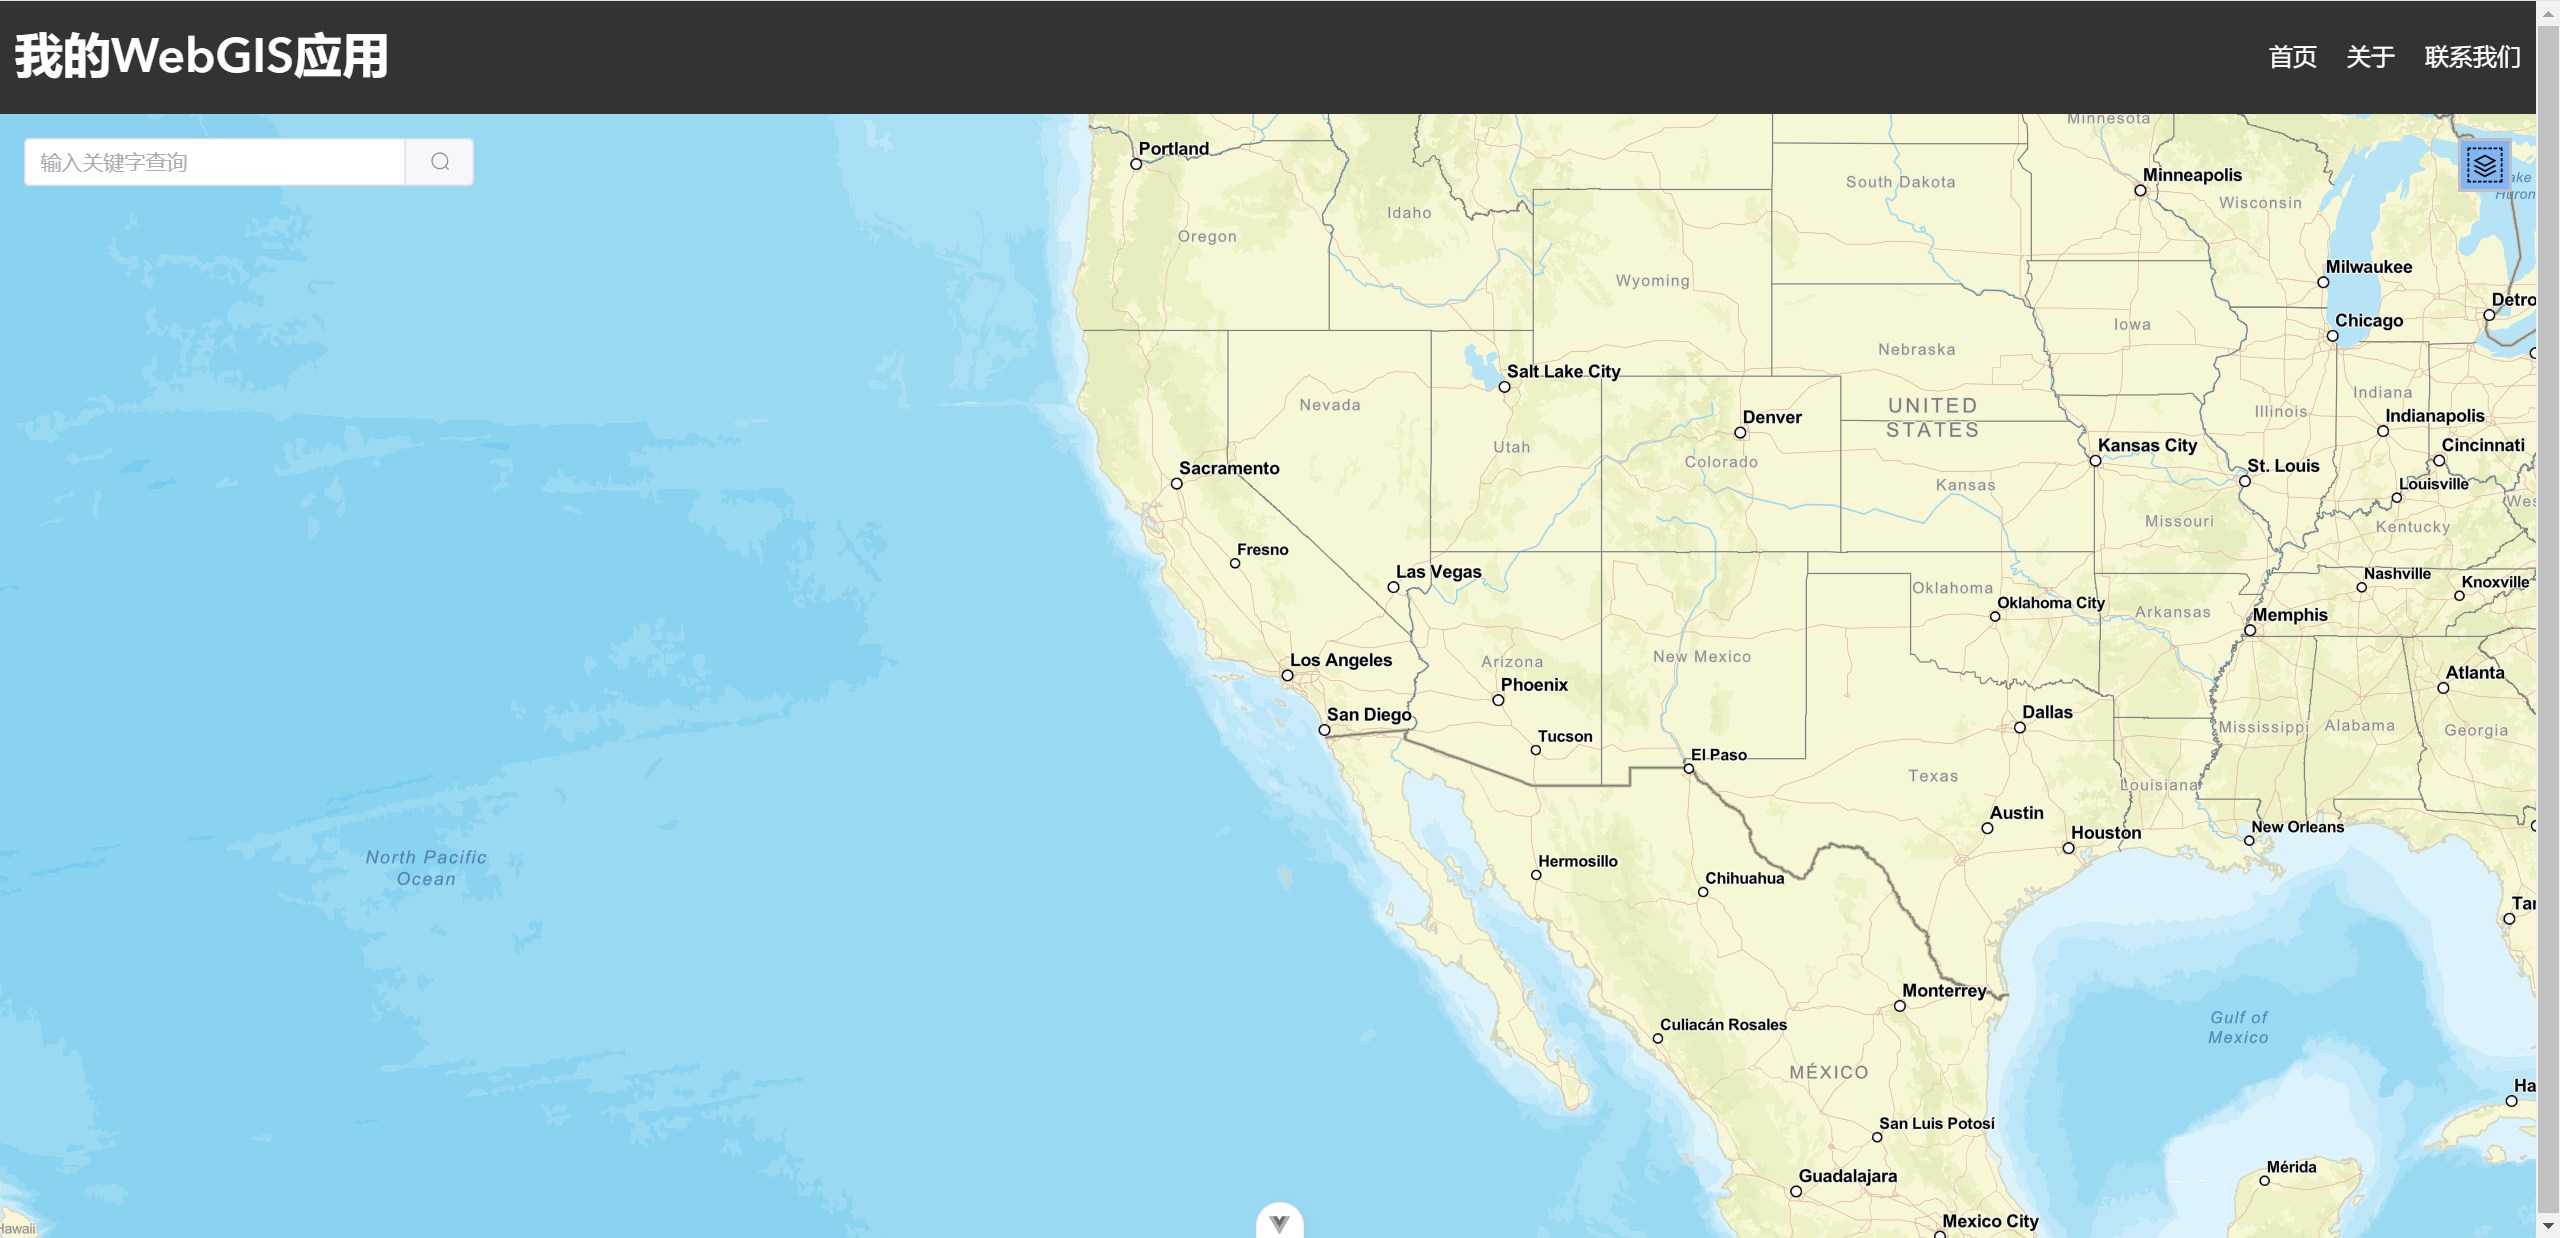 我的WebGIS应用
首页 关于 联系我们
输入关键字查询
Portland
Minnesota
Minneapolis
South Dakota
Lake
Huron
Wisconsin
Idaho
Oregon
Milwaukee
Wyoming
Detro
Chicago
Iowa
Nebraska
Salt Lake City
Indiana
Nevada
UNITED
STATES
Illinois
Indianapolis
Denver
Utah
Kansas City
Cincinnati
Colorado
Sacramento
St. Louis
Kansas
Louisville
Wes
Missouri
Kentucky
Fresno
Las Vegas
Nashville
Knoxville
Oklahoma
Oklahoma City
Arkansas
Memphis
New Mexico
Los Angeles
Arizona
Atlanta
Phoenix
San Diego
Dallas
Mississippi
Alabama
Georgia
Tucson
El Paso
Texas
Louisiana
Austin
New Orleans
Houston
North Pacific
Ocean
Hermosillo
Chihuahua
Tar
Monterrey
Gulf of
Mexico
Culiacán Rosales
MÉXICO
Ha
San Luis Potosí
Mérida
Guadalajara
Mexico City
Hawaii